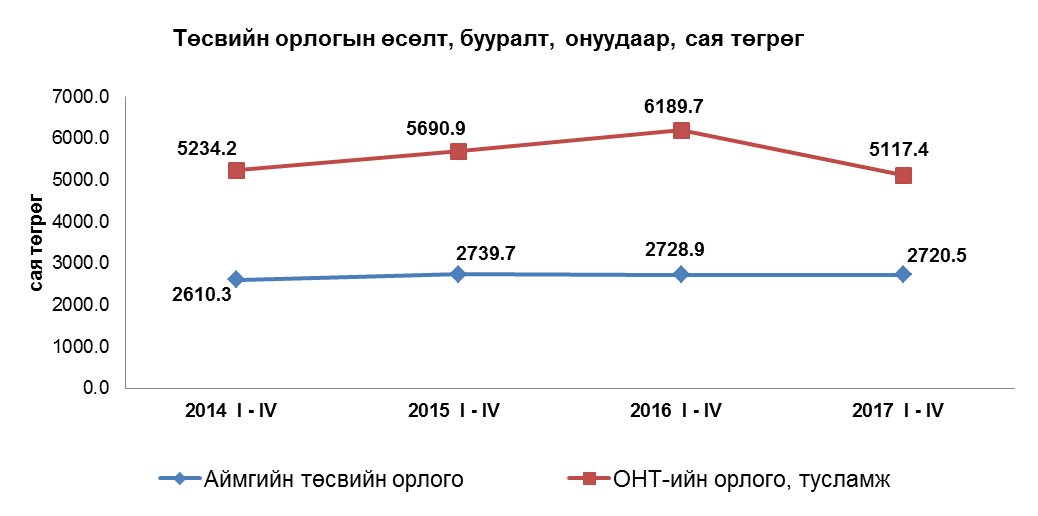 Төсвийн орлогын өсөлт, бууралт, онуудаар, сая төгрөг
сая төгрөг
7000.0
6000.0
5000.0
4000.0
3000.0
2000.0
1000.0
0.0
5234.2
5690.9
6189.7
5117.4
2610.3
2739.7
2728.9
2720.5
2014 I - IV
2015 I - IV
2016 I - IV
2017 I - IV
Аймгийн төсвийн орлого
ОНТ-ийн орлого, тусламж